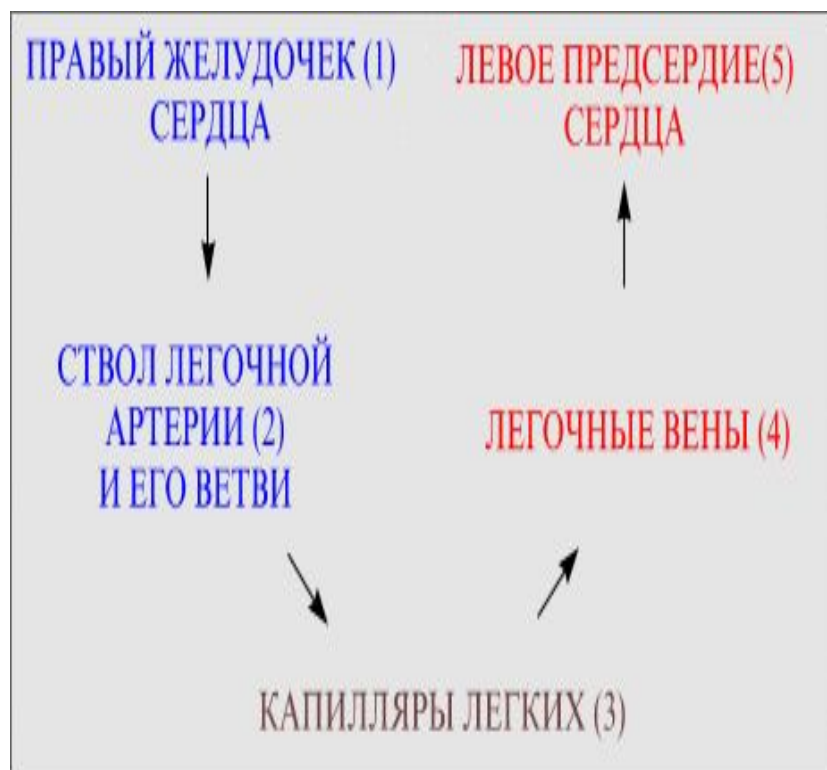 ПРАВЫЙ ЖЕЛУДОЧЕК (1)
СЕРДЦА
СТВОЛ ЛЕГОЧНОЙ
АРТЕРИИ (2)
И ЕГО ВЕТВИ
КАПИЛЛЯРЫ ЛЕГКИХ (3)
ЛЕГОЧНЫЕ ВЕНЫ (4)
ЛЕВОЕ ПРЕДСЕРДИЕ(5)
СЕРДЦА